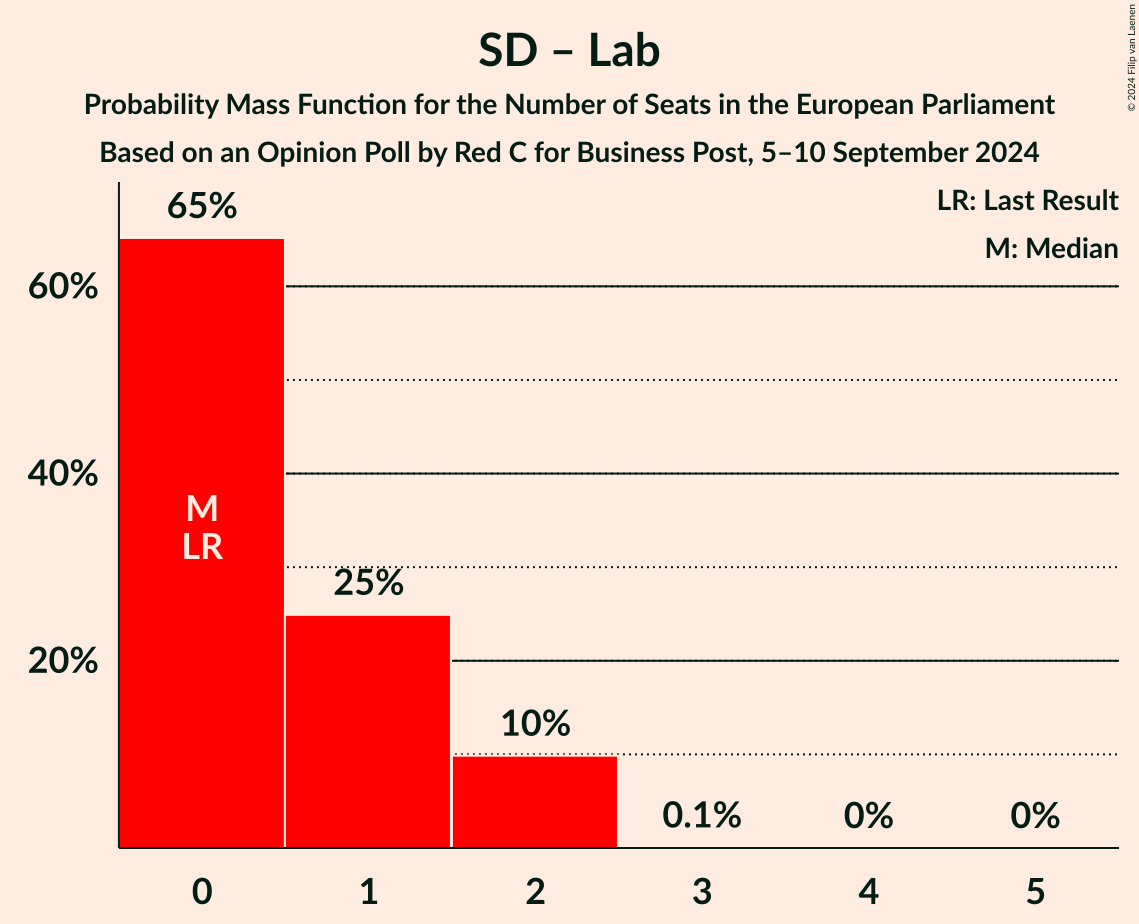 SD – Lab
Probability Mass Function for the Number of Seats in the European Parliament
Based on an Opinion Poll by Red C for Business Post, 5–10 September 2024
© 2024 Filip van Laenen
LR: Last Result
M: Median
65%
60%
40%
M
LR
25%
20%
10%
0.1%
0%
0%
0
1
2
3
4
5